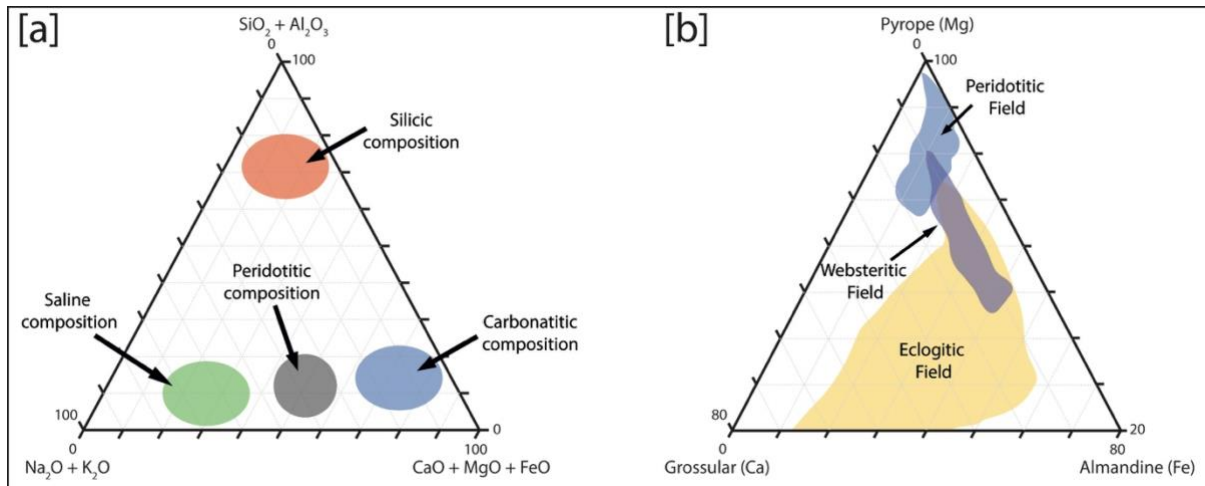 [a]
SiO₂ + Al₂O₃
0
100
Silicic
composition
Peridotitic
composition
Saline
composition
Carbonatitic
composition
100
0
0
100
Na₂O + K₂O
CaO + MgO + FeO
[b]
Pyrope (Mg)
0
100
Peridotitic
Field
Websteritic
Field
Eclogitic
Field
80
20
0
80
Grossular (Ca)
Almandine (Fe)